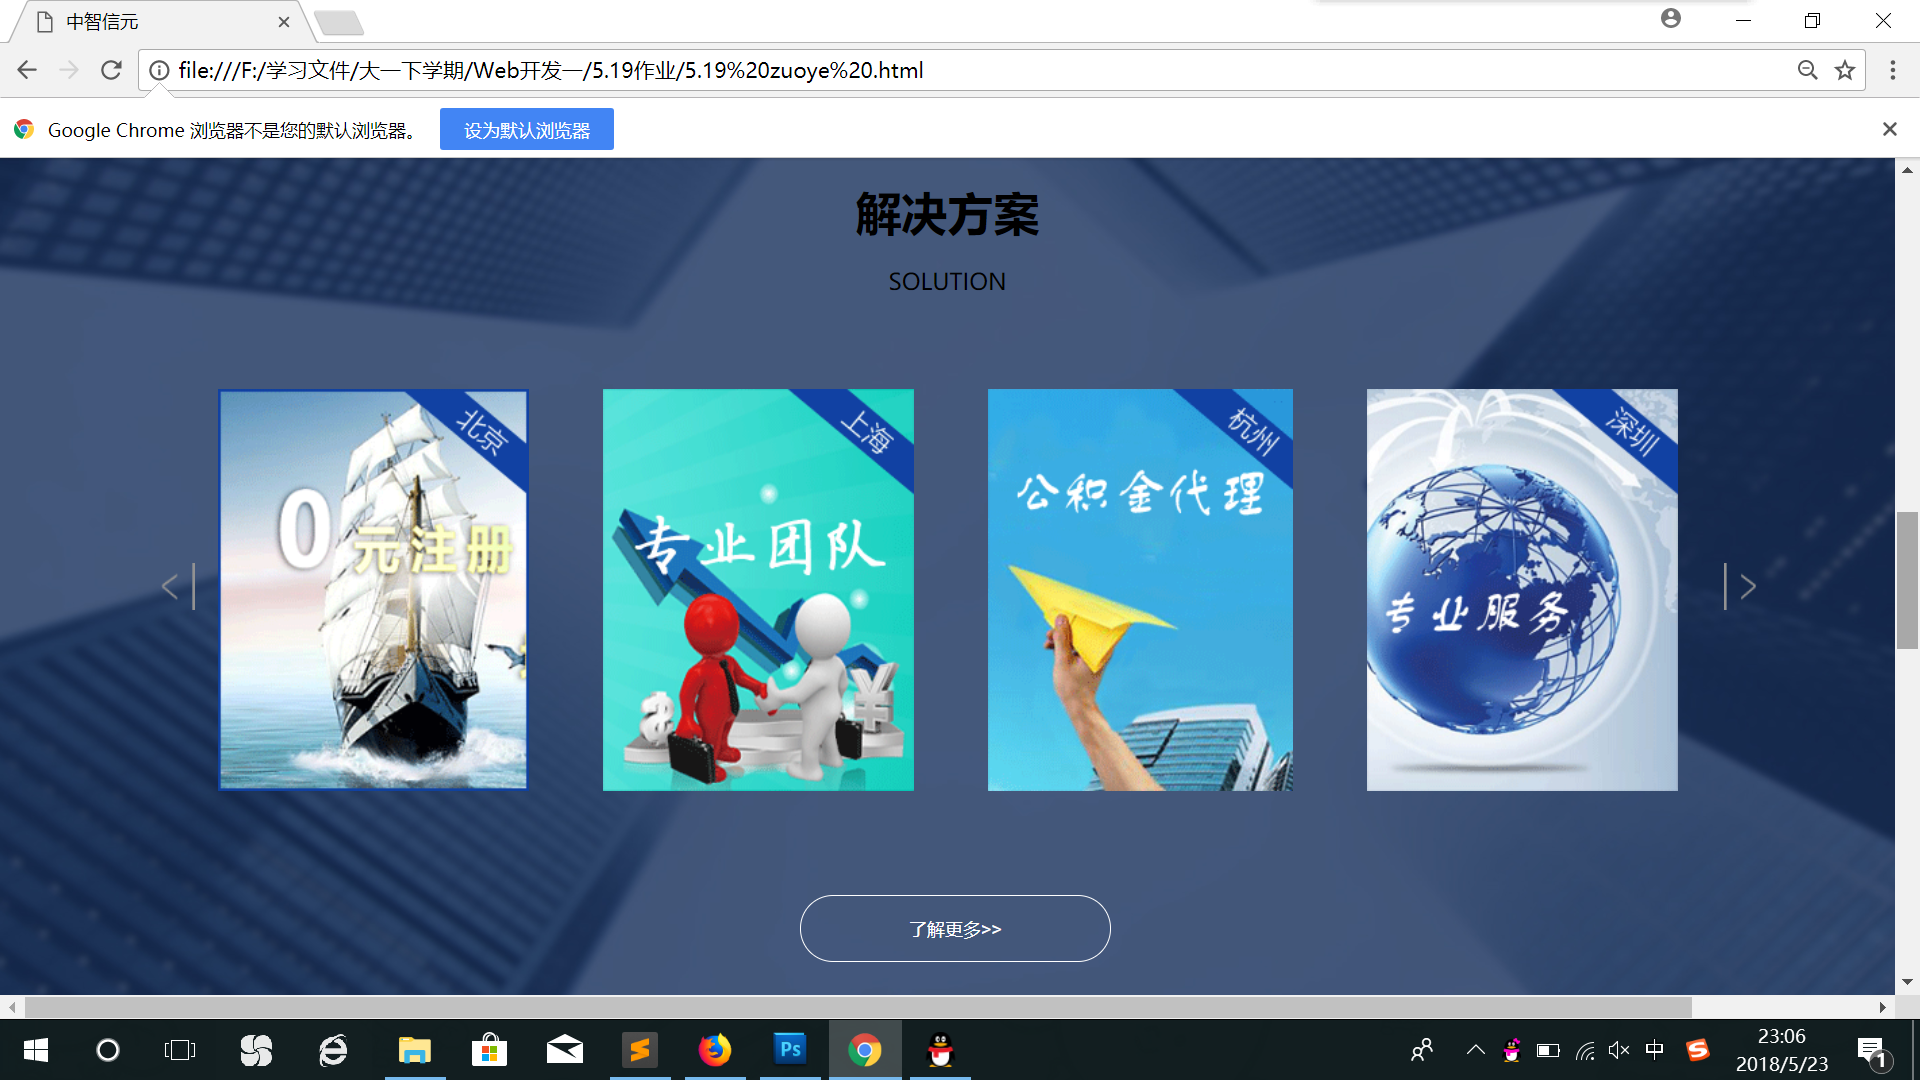 中智信元
file:///F:/学习文件/大一下学期/Web开发一/5.19作业/5.19%20zuoye%20.html
Google Chrome 浏览器不是您的默认浏览器。 设为默认浏览器
解决方案
SOLUTION
北京
0元注册
上海
专业团队
杭州
公积金代理
深圳
专业服务
了解更多>>
Ps
中
23:06
2018/5/23
1